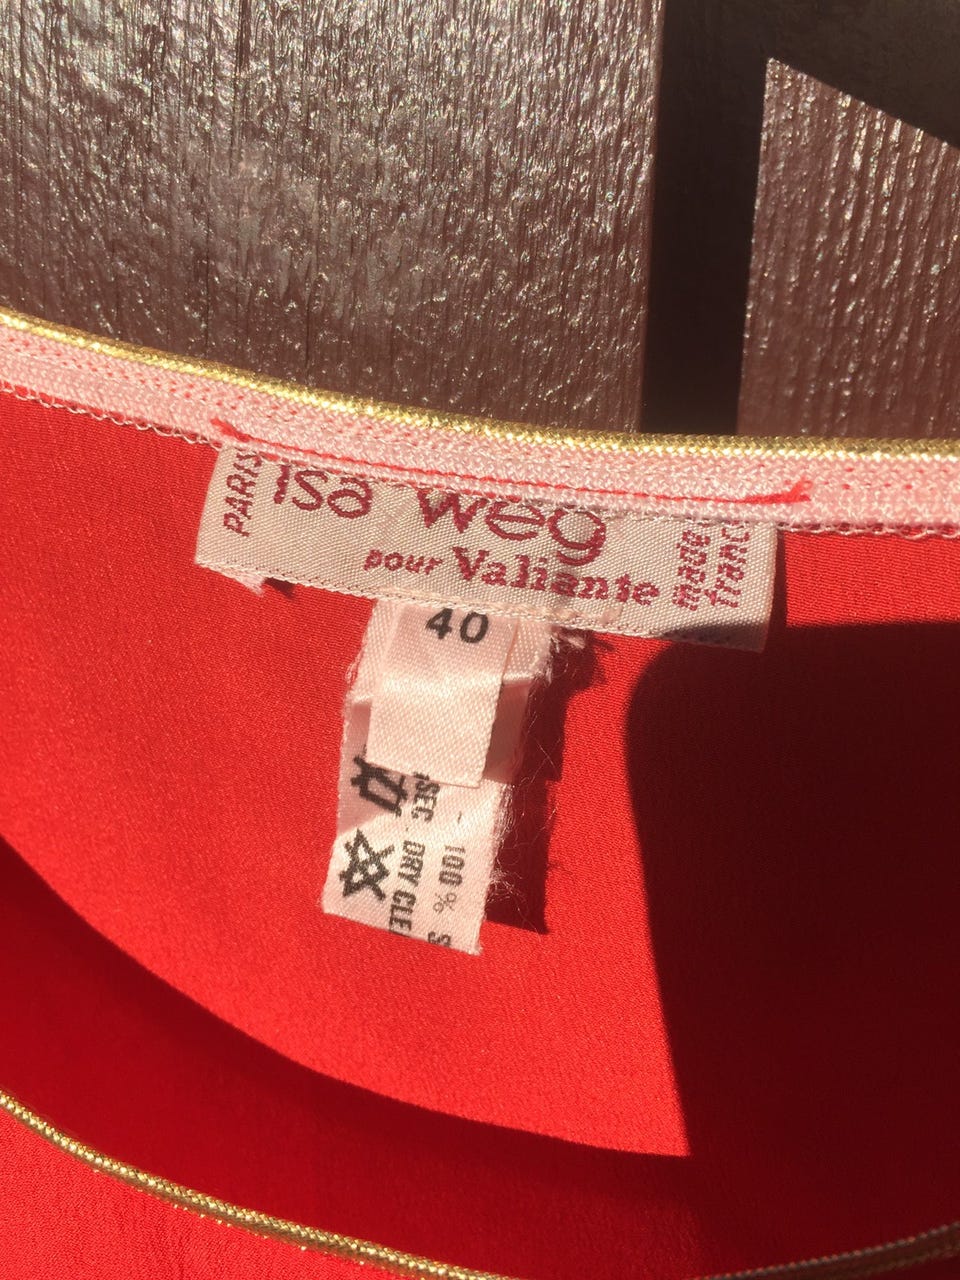 PARIS
isa weg
pour Valiante
made
franc
40
SEC. DRY CLE
100%